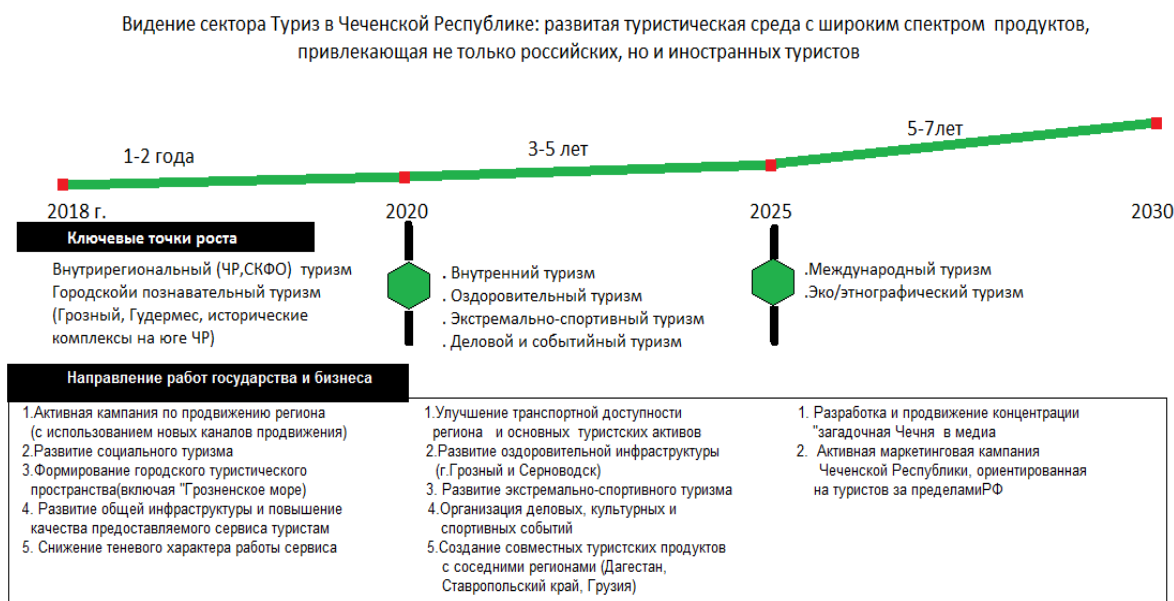 Видение сектора Туриз в Чеченской Республике: развитая туристическая среда с широким спектром продуктов,
привлекающая не только российских, но и иностранных туристов
1-2 года
3-5 лет
5-7лет
2018 г.
2020
2025
2030
Ключевые точки роста
Внутрирегиональный (ЧР,СКФО) туризм
Городскойи познавательный туризм
(Грозный, Гудермес, исторические
комплексы на юге ЧР)
. Внутренний туризм
. Оздоровительный туризм
. Экстремально-спортивный туризм
. Деловой и событийный туризм
.Международный туризм
.Эко/этнографический туризм
Направление работ государства и бизнеса
1.Активная кампания по продвижению региона
(с использованием новых каналов продвижения)
2.Развитие социального туризма
3.Формирование городского туристического
пространства(включая "Грозненское море)
4. Развитие общей инфраструктуры и повышение
качества предоставляемого сервиса туристам
5. Снижение теневого характера работы сервиса
1.Улучшение транспортной доступности
региона и основных туристских активов
2.Развитие оздоровительной инфраструктуры
(г.Грозный и Серноводск)
3. Развитие экстремально-спортивного туризма
4.Организация деловых, культурных и
спортивных событий
5.Создание совместных туристских продуктов
с соседними регионами (Дагестан,
Ставропольский край, Грузия)
1. Разработка и продвижение концентрации
"загадочная Чечня в медиа
2. Активная маркетинговая кампания
Чеченской Республики, ориентированная
на туристов за пределамиРФ